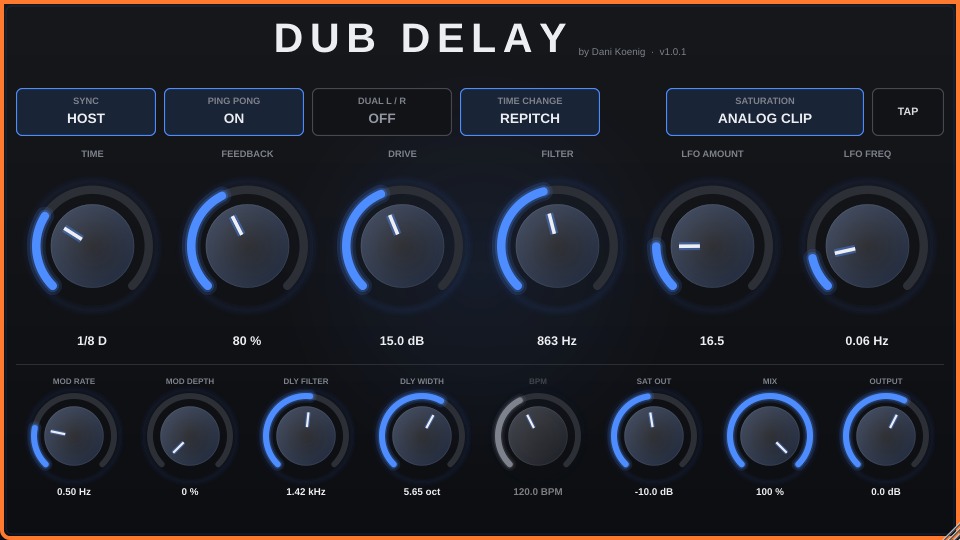 DUB DELAY by Dani Koenig · v1.0.1
SYNC PING PONG DUAL L / R TIME CHANGE SATURATION
HOST ON OFF REPITCH ANALOG CLIP TAP
TIME FEEDBACK DRIVE FILTER LFO AMOUNT LFO FREQ
1/8 D 80 % 15.0 dB 863 Hz 16.5 0.06 Hz
MOD RATE MOD DEPTH DLY FILTER DLY WIDTH BPM SAT OUT MIX OUTPUT
0.50 Hz 0 % 1.42 kHz 5.65 oct 120.0 BPM -10.0 dB 100 % 0.0 dB